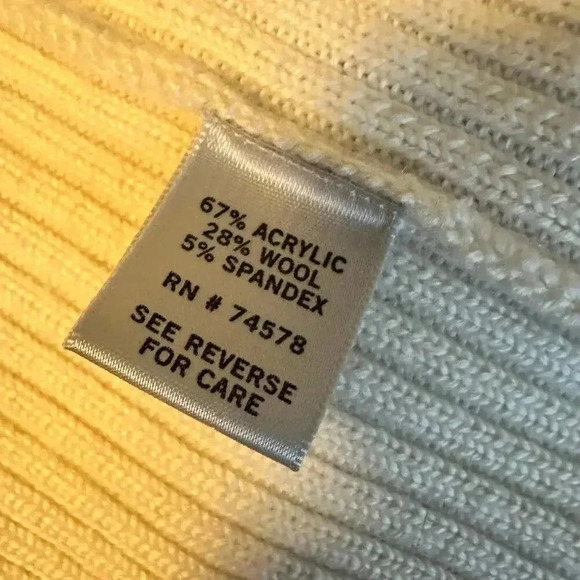 67% ACRYLIC
28% WOOL
5% SPANDEX
RN # 74578
SEE REVERSE
FOR CARE